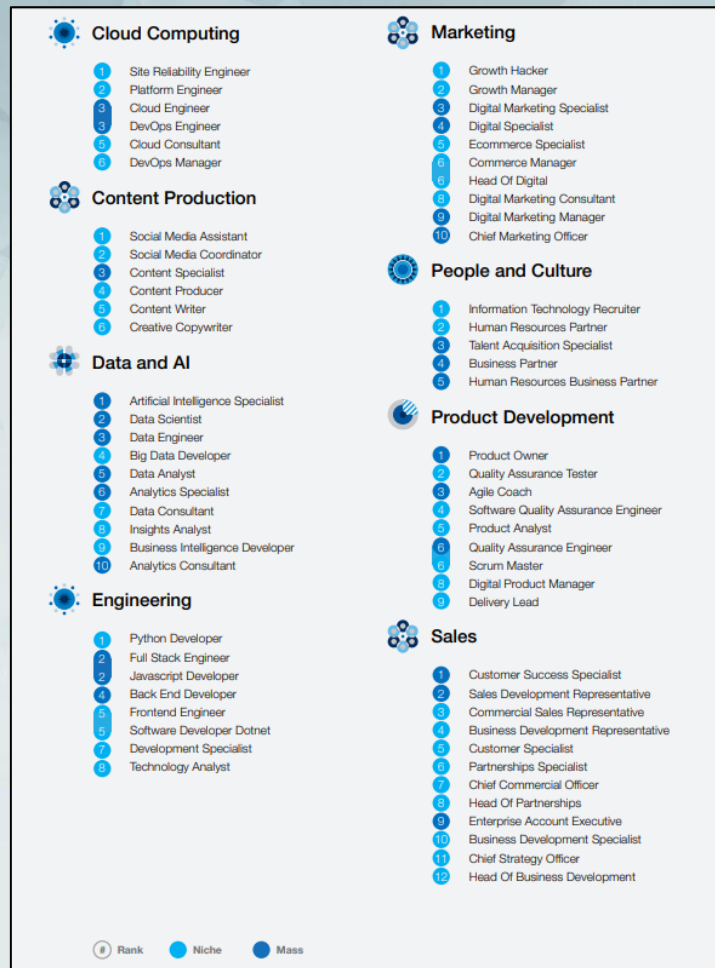 Cloud Computing
1 Site Reliability Engineer
2 Platform Engineer
3 Cloud Engineer
3 DevOps Engineer
5 Cloud Consultant
6 DevOps Manager
Content Production
1 Social Media Assistant
2 Social Media Coordinator
3 Content Specialist
4 Content Producer
5 Content Writer
6 Creative Copywriter
Data and AI
1 Artificial Intelligence Specialist
2 Data Scientist
3 Data Engineer
4 Big Data Developer
5 Data Analyst
6 Analytics Specialist
7 Data Consultant
8 Insights Analyst
9 Business Intelligence Developer
10 Analytics Consultant
Engineering
1 Python Developer
2 Full Stack Engineer
2 Javascript Developer
4 Back End Developer
5 Frontend Engineer
5 Software Developer Dotnet
7 Development Specialist
8 Technology Analyst
Marketing
1 Growth Hacker
2 Growth Manager
3 Digital Marketing Specialist
4 Digital Specialist
5 Ecommerce Specialist
6 Commerce Manager
6 Head Of Digital
8 Digital Marketing Consultant
9 Digital Marketing Manager
10 Chief Marketing Officer
People and Culture
1 Information Technology Recruiter
2 Human Resources Partner
3 Talent Acquisition Specialist
4 Business Partner
5 Human Resources Business Partner
Product Development
1 Product Owner
2 Quality Assurance Tester
3 Agile Coach
4 Software Quality Assurance Engineer
5 Product Analyst
6 Quality Assurance Engineer
6 Scrum Master
8 Digital Product Manager
9 Delivery Lead
Sales
1 Customer Success Specialist
2 Sales Development Representative
3 Commercial Sales Representative
4 Business Development Representative
5 Customer Specialist
6 Partnerships Specialist
7 Chief Commercial Officer
8 Head Of Partnerships
9 Enterprise Account Executive
10 Business Development Specialist
11 Chief Strategy Officer
12 Head Of Business Development
# Rank Niche Mass